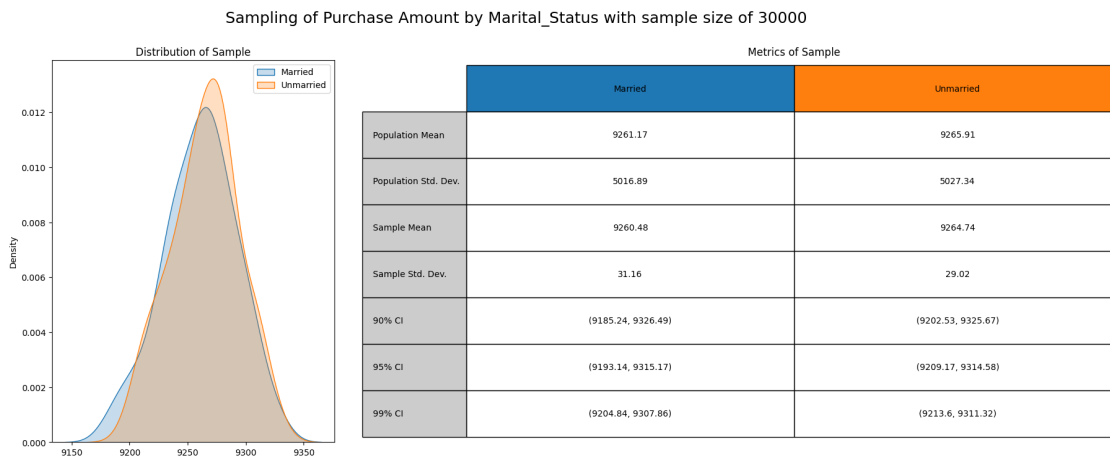 Sampling of Purchase Amount by Marital_Status with sample size of 30000
Distribution of Sample
Married
Unmarried
Density
0.012
0.010
0.008
0.006
0.004
0.002
0.000
9150 9200 9250 9300 9350
Metrics of Sample
Married Unmarried
Population Mean 9261.17 9265.91
Population Std. Dev. 5016.89 5027.34
Sample Mean 9260.48 9264.74
Sample Std. Dev. 31.16 29.02
90% CI (9185.24, 9326.49) (9202.53, 9325.67)
95% CI (9193.14, 9315.17) (9209.17, 9314.58)
99% CI (9204.84, 9307.86) (9213.6, 9311.32)